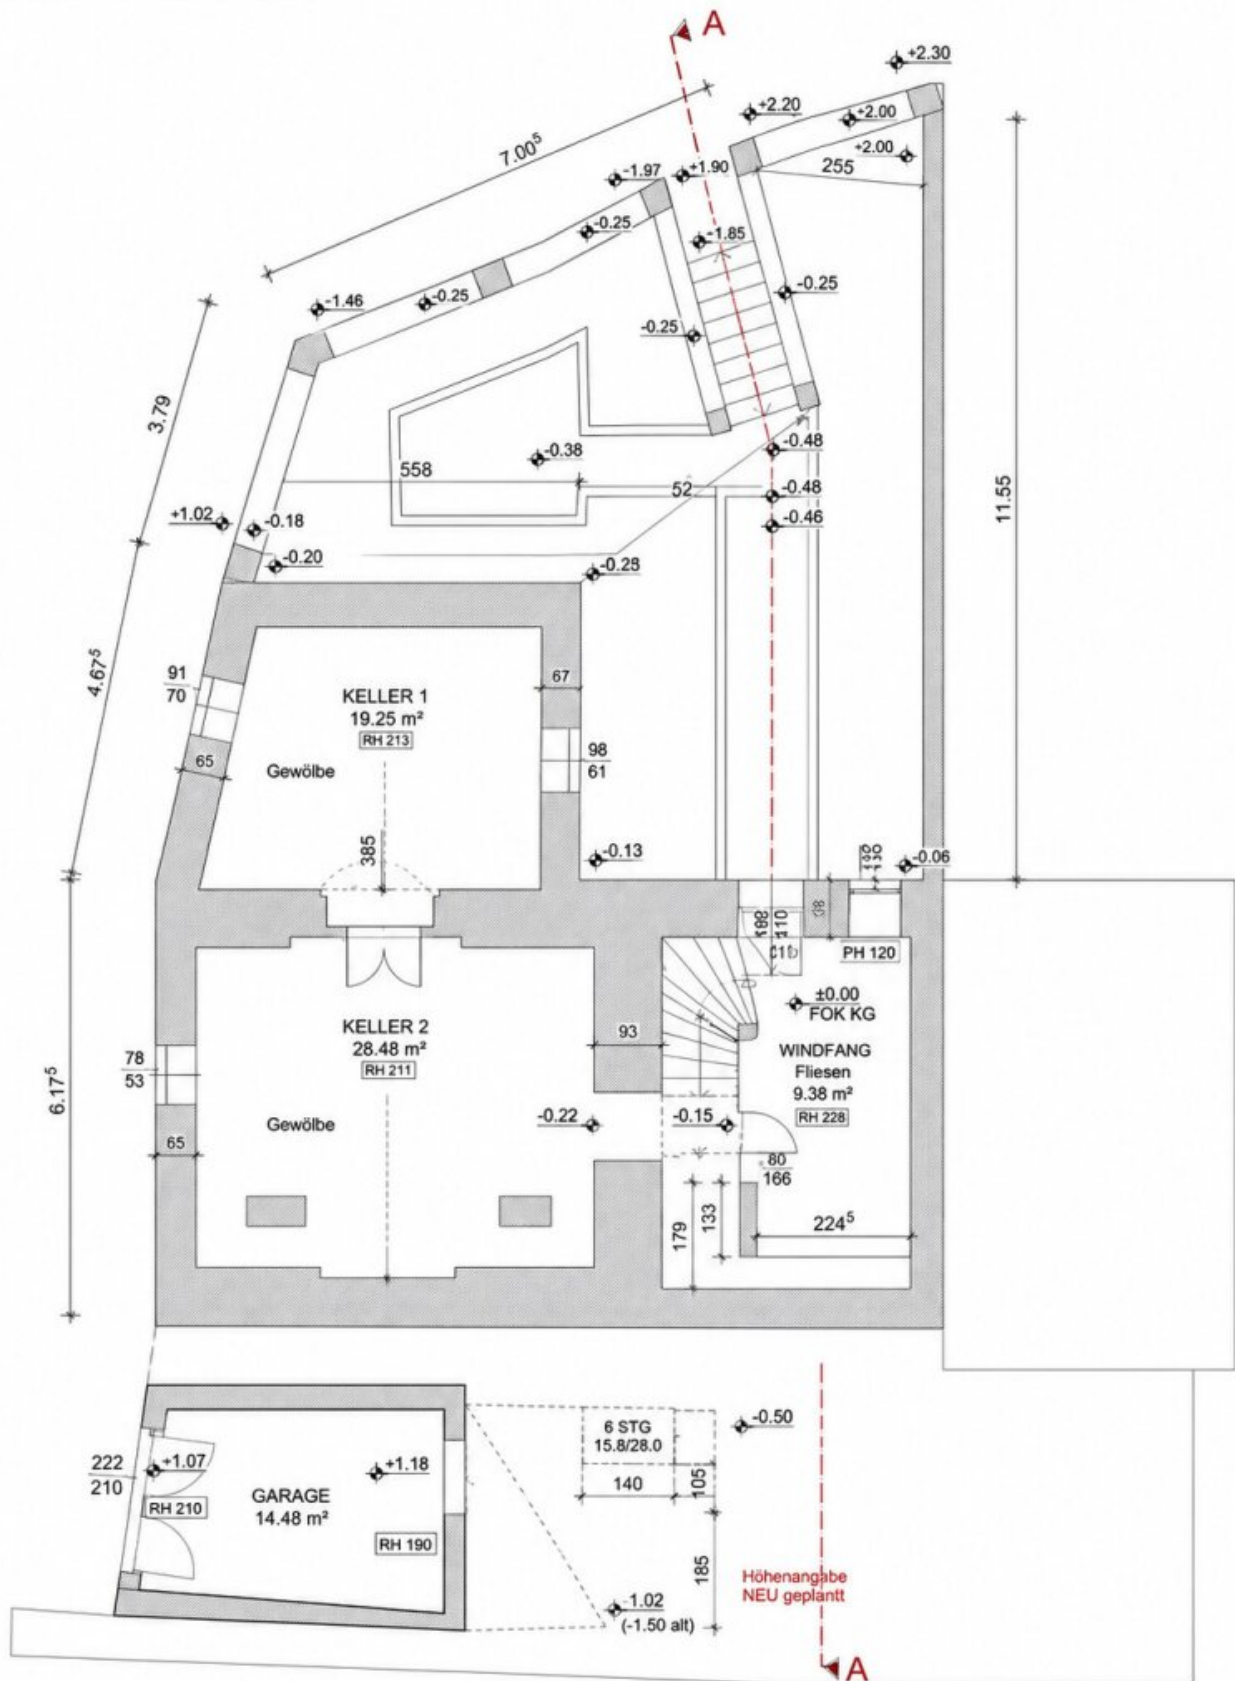 A
+2.30
+2.20
+2.00
+2.00
7.00⁵
-1.97
+1.90
255
-0.25
-1.85
-1.46
-0.25
-0.25
-0.25
3.79
11.55
-0.38
-0.48
558
52
-0.48
+1.02
-0.18
-0.46
-0.20
-0.23
4.67⁵
91
70
KELLER 1
19.25 m²
RH 213
67
98
61
65
Gewölbe
385
-0.13
-0.06
110
PH 120
±0.00
FOK KG
KELLER 2
28.48 m²
RH 211
93
WINDFANG
Fliesen
9.38 m²
RH 228
78
53
6.17⁵
Gewölbe
-0.22
-0.15
65
80
166
179
133
224⁵
6 STG
15.8/28.0
-0.50
222
210
+1.07
+1.18
140
105
RH 210
GARAGE
14.48 m²
RH 190
185
Höhenangabe
NEU geplantt
-1.02
(-1.50 alt)
A